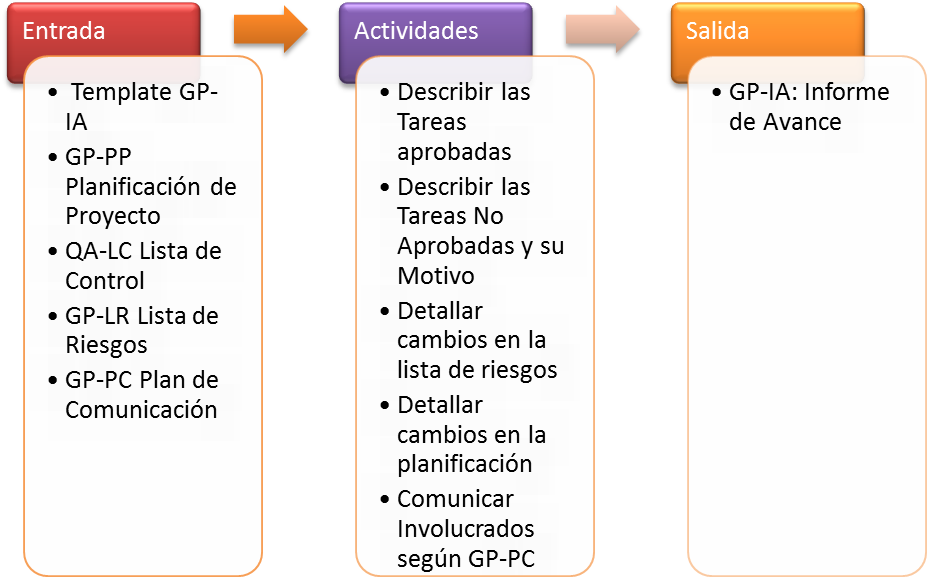 Entrada
• Template GP-
IA
• GP-PP
Planificación de
Proyecto
• QA-LC Lista de
Control
• GP-LR Lista de
Riesgos
• GP-PC Plan de
Comunicación
Actividades
• Describir las
Tareas
aprobadas
• Describir las
Tareas No
Aprobadas y su
Motivo
• Detallar
cambios en la
lista de riesgos
• Detallar
cambios en la
planificación
• Comunicar
Involucrados
según GP-PC
Salida
• GP-IA: Informe
de Avance